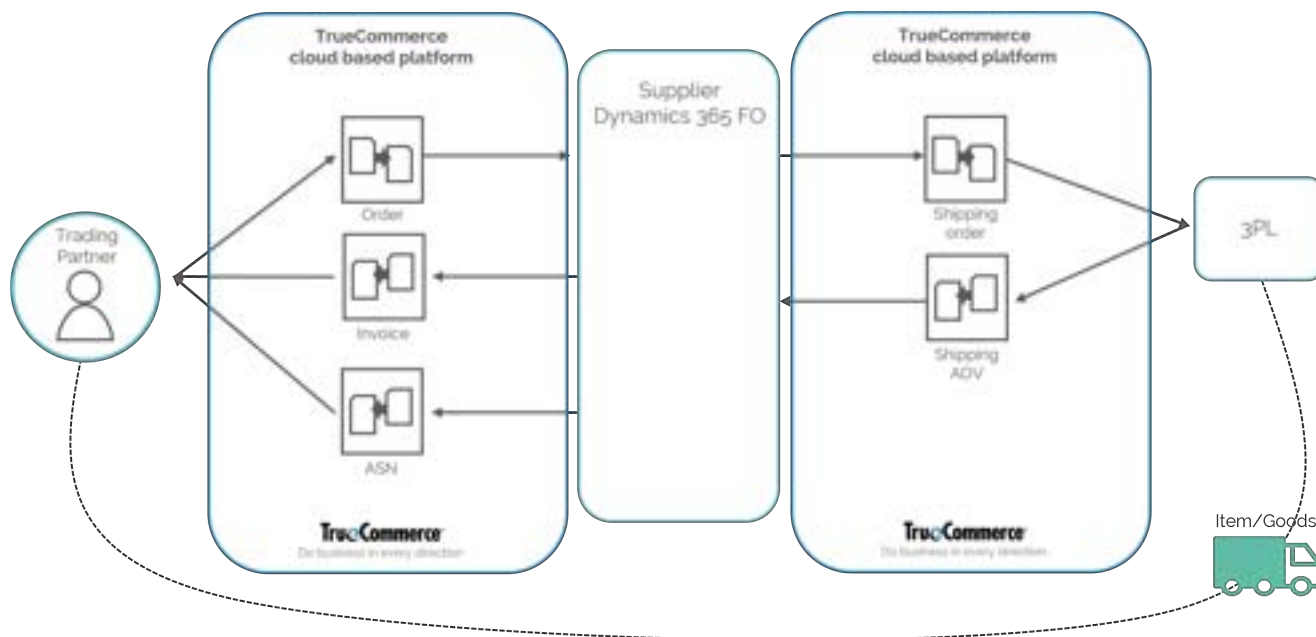 TrueCommerce
cloud based platform
Order
Invoice
ASN
TrueCommerce
Do business in every direction
Trading
Partner
Supplier
Dynamics 365 FO
TrueCommerce
cloud based platform
Shipping
order
Shipping
ADV
TrueCommerce
Do business in every direction
3PL
Item/Goods